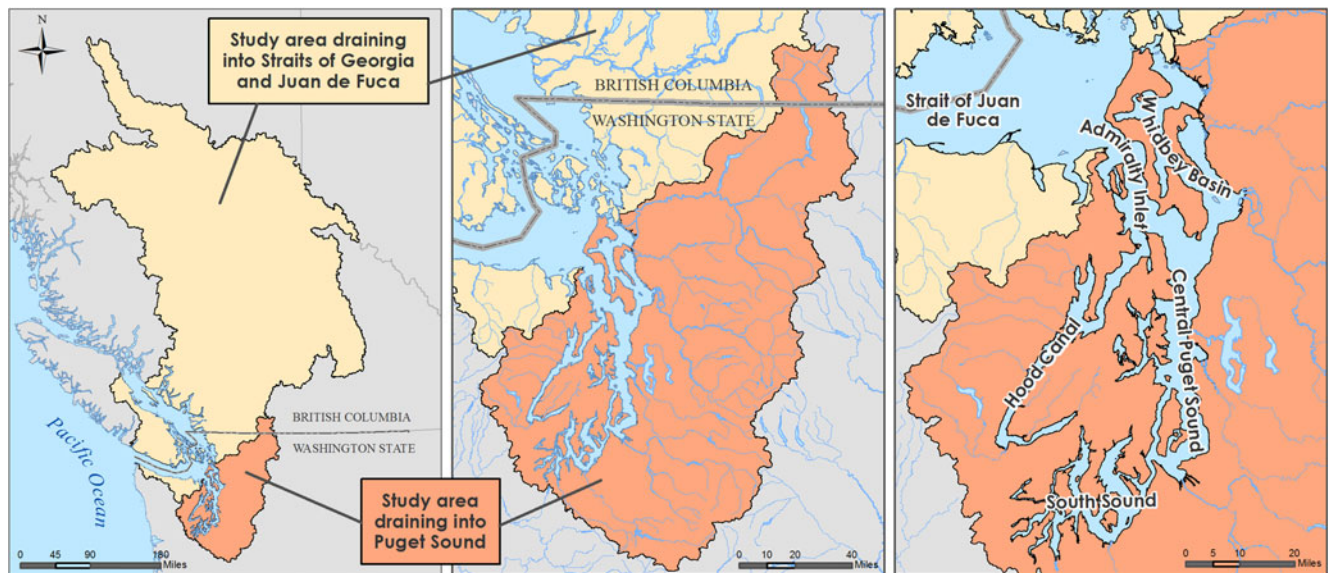 N
Study area draining
into Straits of Georgia
and Juan de Fuca
BRITISH COLUMBIA
WASHINGTON STATE
Pacific Ocean
Study area
draining into
Puget Sound
0 45 90 180
Miles
BRITISH COLUMBIA
WASHINGTON STATE
0 10 20 40
Miles
Strait of Juan
de Fuca
Admiralty Inlet
Whidbey Basin
Hood Canal
Central Puget Sound
South Sound
0 5 10 20
Miles